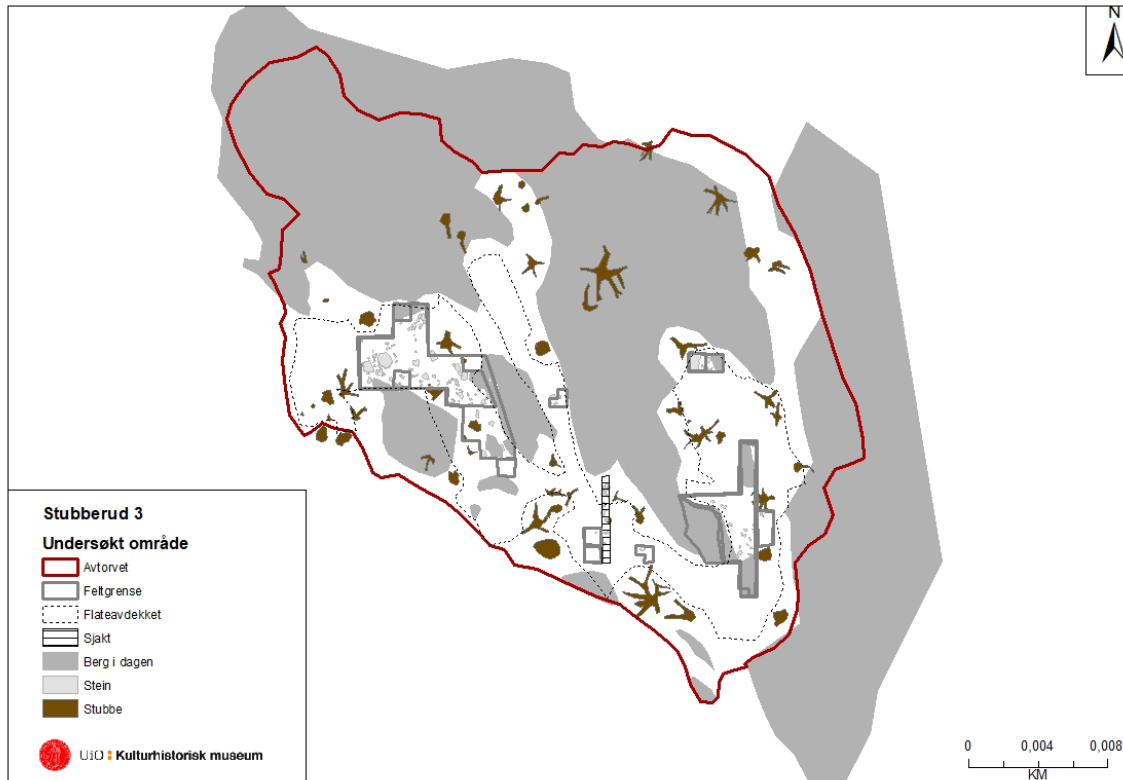 N
Stubberud 3
Undersøkt område
Avtorvet
Feltgrense
Flateavdekket
Sjakt
Berg i dagen
Stein
Stubbe
UiO : Kulturhistorisk museum
0 0,004 0,008
KM